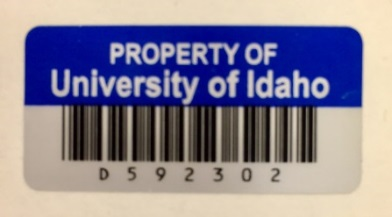 PROPERTY OF
University of Idaho
D592302